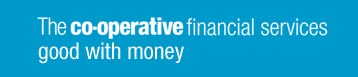 The co-operative financial services
good with money